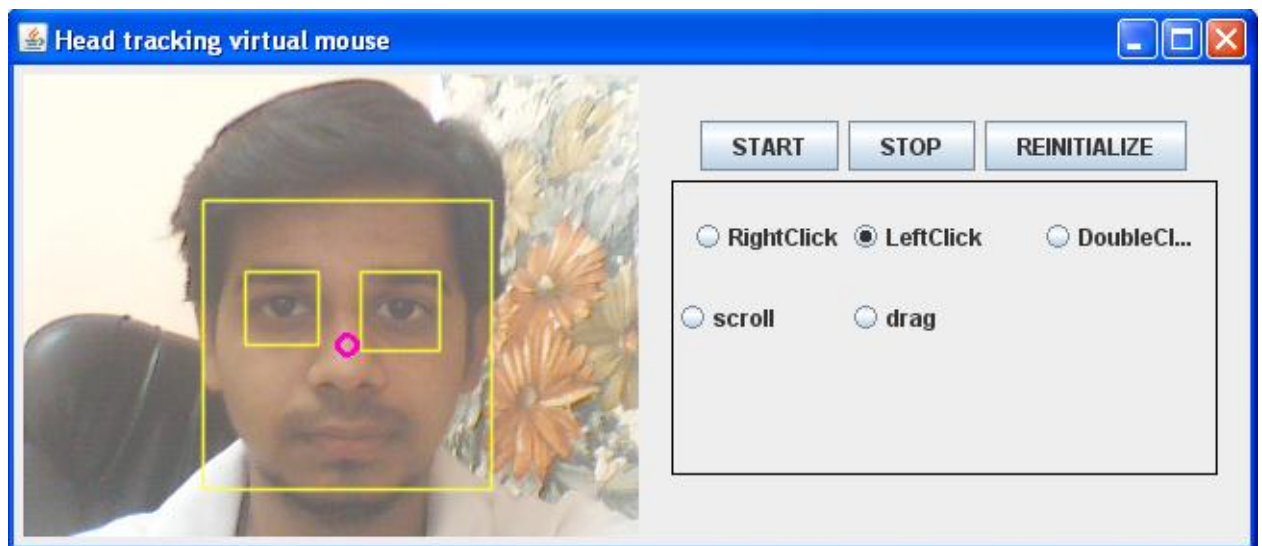 Head tracking virtual mouse
START STOP REINITIALIZE
RightClick LeftClick DoubleCl...
scroll drag